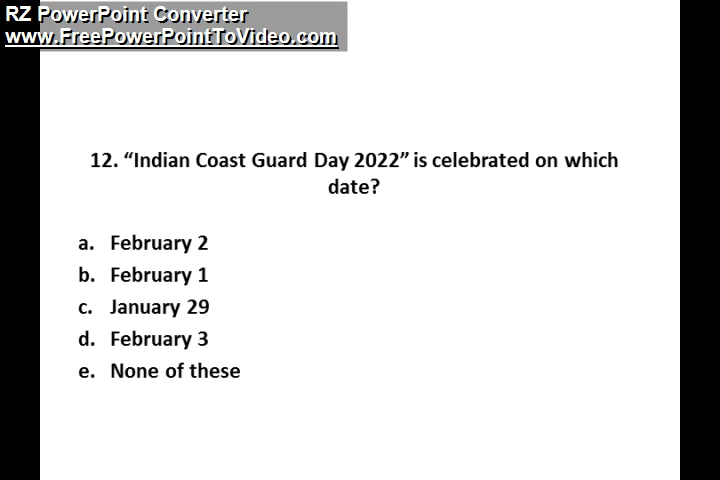 RZ PowerPoint Converter
www.FreePowerPointToVideo.com
12. “Indian Coast Guard Day 2022” is celebrated on which
date?
a. February 2
b. February 1
c. January 29
d. February 3
e. None of these